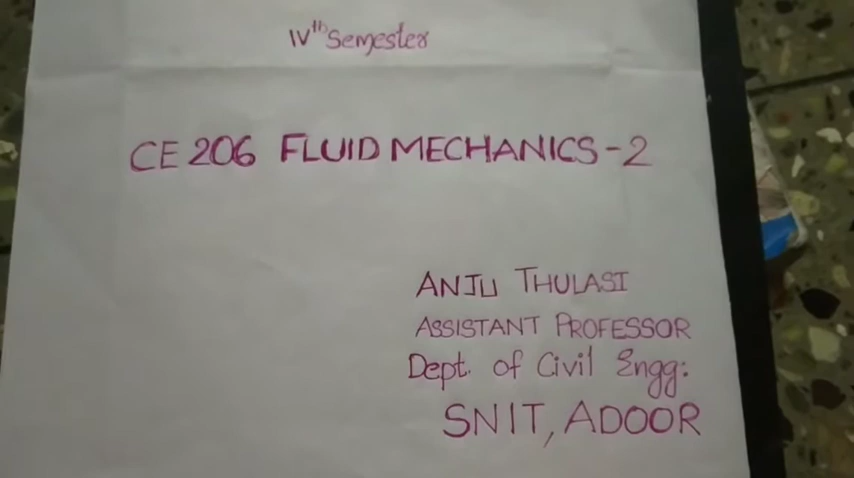 IVth Semester
CE 206 FLUID MECHANICS-2
ANJU THULASI
ASSISTANT PROFESSOR
Dept. of Civil Engg:
SNIT, ADOOR